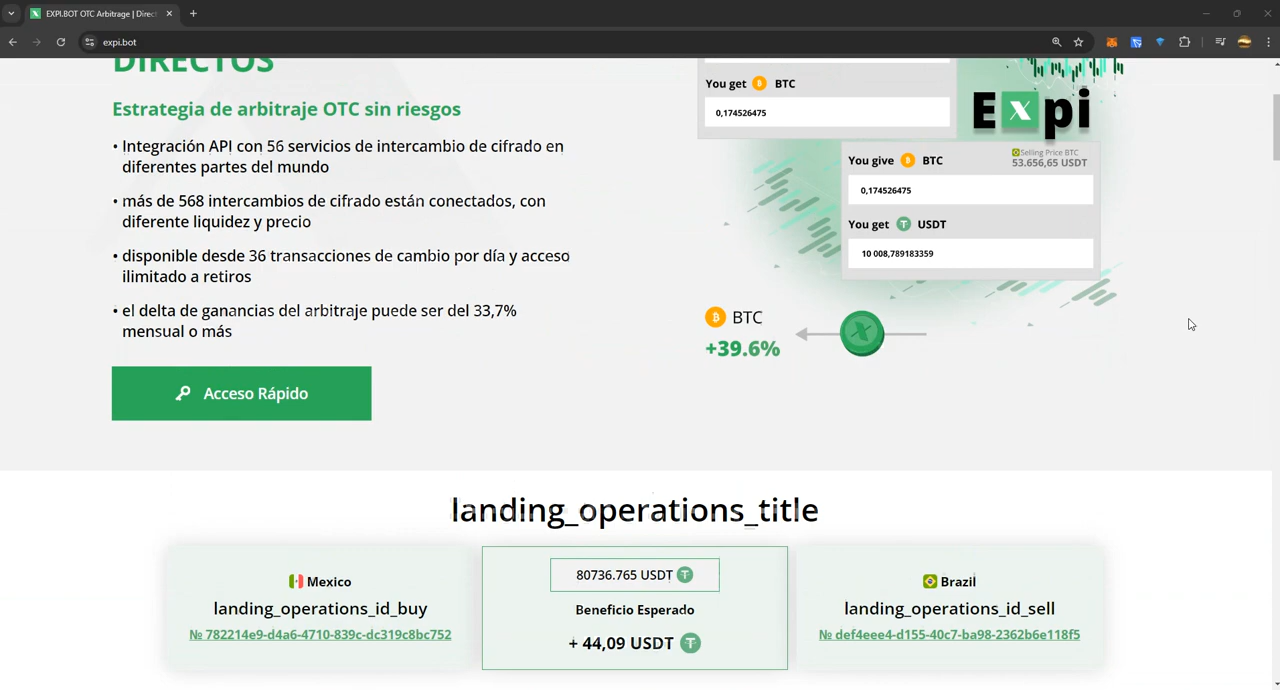 EXPI.BOT OTC Arbitrage | Direct
expi.bot
DIRECTOS
Estrategia de arbitraje OTC sin riesgos
• Integración API con 56 servicios de intercambio de cifrado en
diferentes partes del mundo
• más de 568 intercambios de cifrado están conectados, con
diferente liquidez y precio
• disponible desde 36 transacciones de cambio por día y acceso
ilimitado a retiros
• el delta de ganancias del arbitraje puede ser del 33,7%
mensual o más
Acceso Rápido
You get BTC
0,174526475
Expi
You give BTC
Selling Price BTC
53.656,65 USDT
0,174526475
You get USDT
10 008,789183359
BTC
+39.6%
landing_operations_title
Mexico
landing_operations_id_buy
№ 782214e9-d4a6-4710-839c-dc319c8bc752
80736.765 USDT
Beneficio Esperado
+ 44,09 USDT
Brazil
landing_operations_id_sell
№ def4eee4-d155-40c7-ba98-2362b6e118f5